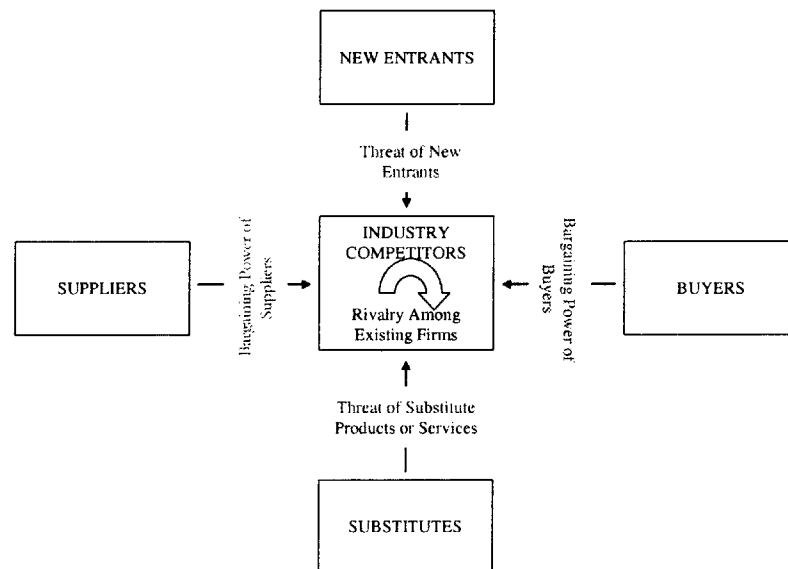 NEW ENTRANTS
Threat of New
Entrants
SUPPLIERS
Bargaining Power of
Suppliers
INDUSTRY
COMPETITORS
Rivalry Among
Existing Firms
Bargaining Power of
Buyers
BUYERS
Threat of Substitute
Products or Services
SUBSTITUTES